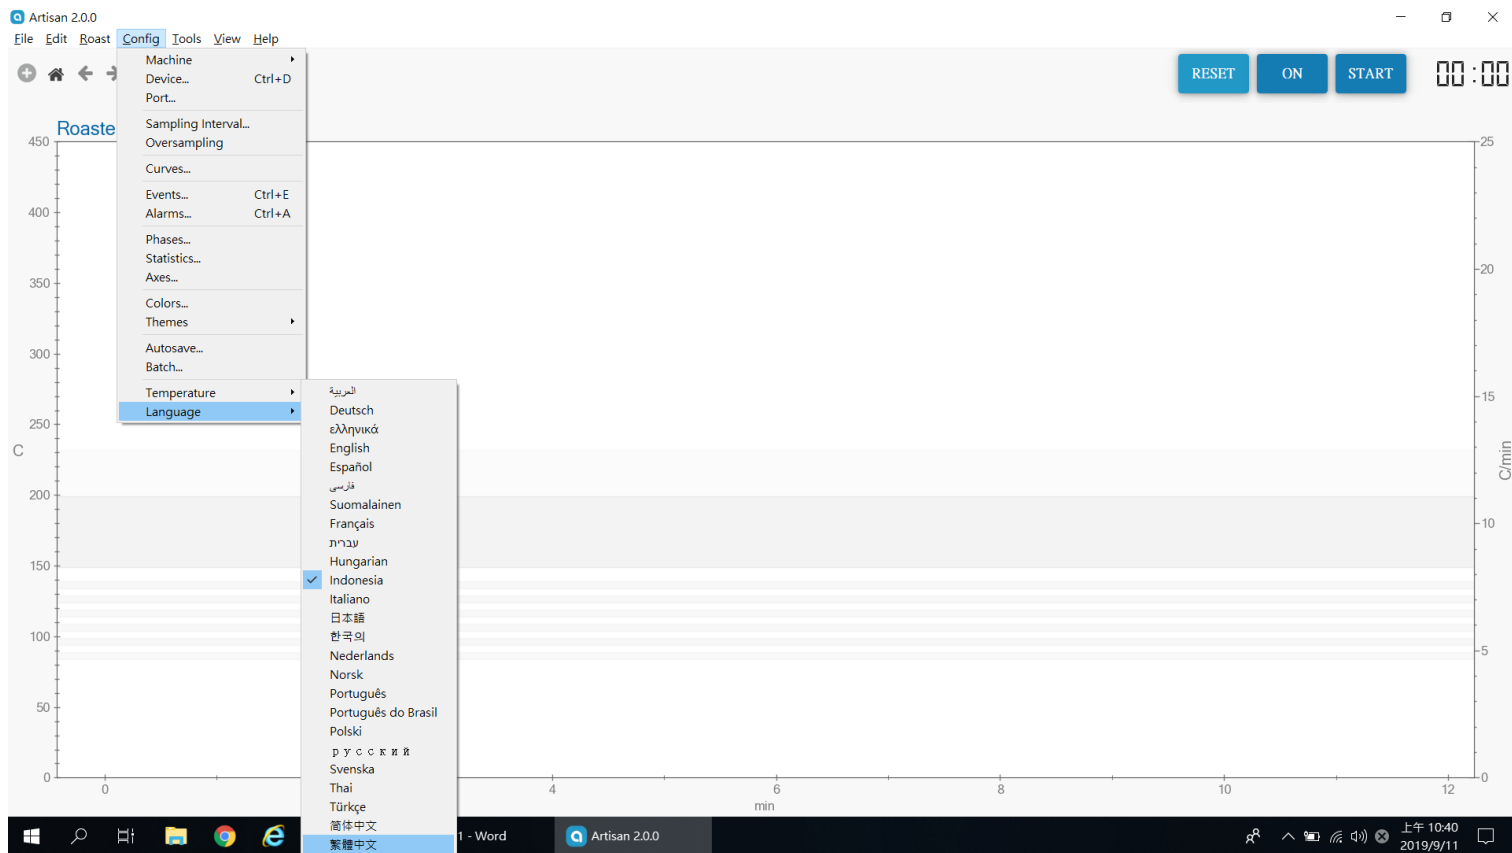 Artisan 2.0.0
File Edit Roast Config Tools View Help
Machine
Device... Ctrl+D
Port...
Sampling Interval...
Oversampling
Curves...
Events... Ctrl+E
Alarms... Ctrl+A
Phases...
Statistics...
Axes...
Colors...
Themes
Autosave...
Batch...
Temperature
Language
العربية
Deutsch
ελληνικά
English
Español
فارسی
Suomalainen
Français
עברית
Hungarian
Indonesia
Italiano
日本語
한국의
Nederlands
Norsk
Português
Português do Brasil
Polski
русский
Svenska
Thai
Türkçe
简体中文
繁體中文
RESET ON START 00:00
Roaste
450
400
350
300
250
200
150
100
50
0
C
25
20
15
10
5
0
C/min
0 4 6 8 10 12
min
1 - Word
Artisan 2.0.0
上午 10:40
2019/9/11